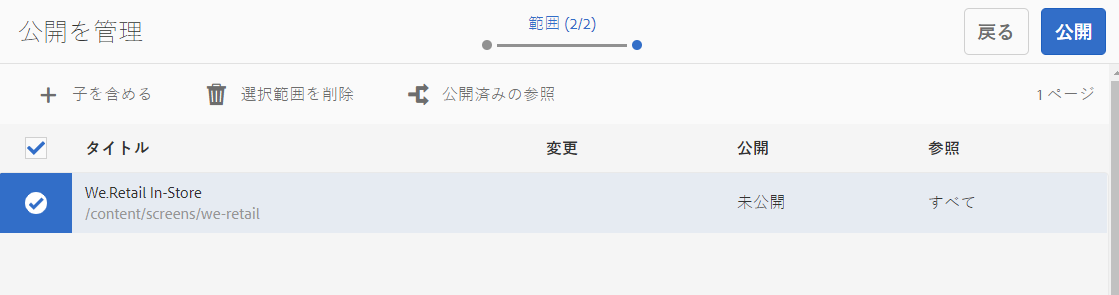 公開を管理
範囲 (2/2)
戻る
公開
子を含める
選択範囲を削除
公開済みの参照
1 ページ
タイトル
変更
公開
参照
We.Retail In-Store
/content/screens/we-retail
未公開
すべて